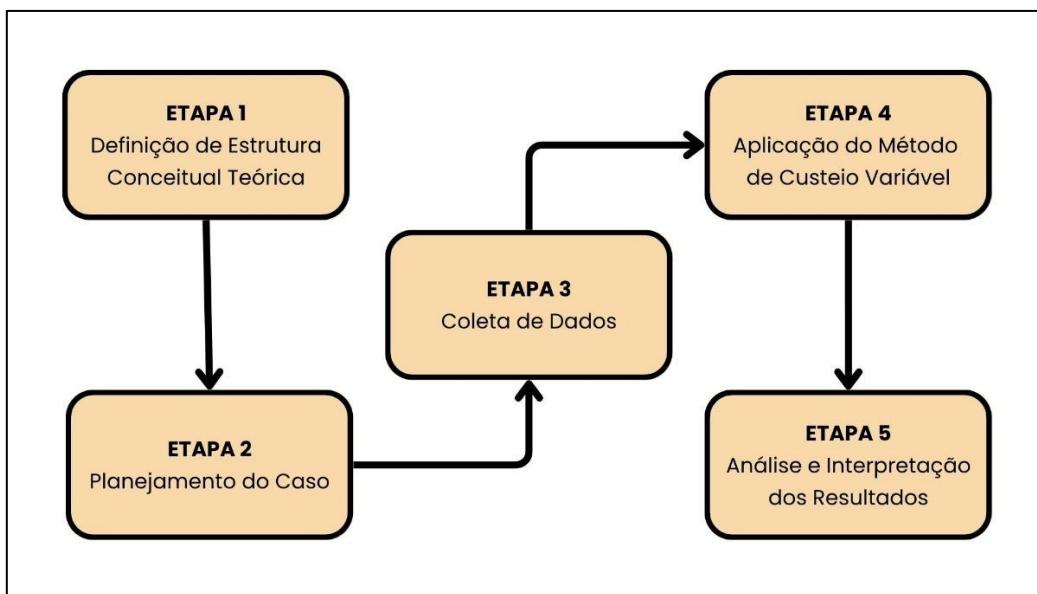 ETAPA 1
Definição de Estrutura
Conceitual Teórica
ETAPA 2
Planejamento do Caso
ETAPA 3
Coleta de Dados
ETAPA 4
Aplicação do Método
de Custeio Variável
ETAPA 5
Análise e Interpretação
dos Resultados